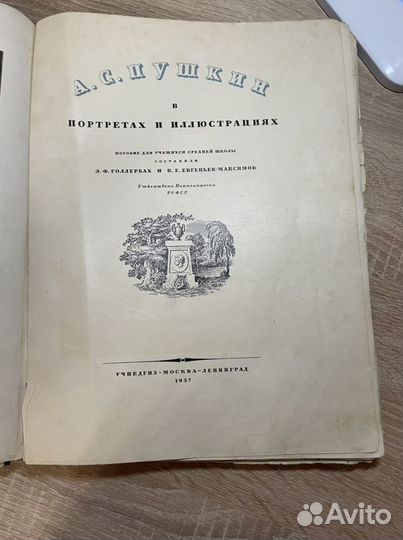 А. С. ПУШКИН
В
ПОРТРЕТАХ И ИЛЛЮСТРАЦИЯХ
ПОСОБИЕ ДЛЯ УЧАЩИХСЯ СРЕДНЕЙ ШКОЛЫ
СОСТАВИЛИ
Э. Ф. ГОЛЛЕРБАХ И В. Е. ЕВГЕНЬЕВ-МАКСИМОВ
Утверждено Наркомпросом
РСФСР
УЧПЕДГИЗ-МОСКВА-ЛЕНИНГРАД
1937
Avito